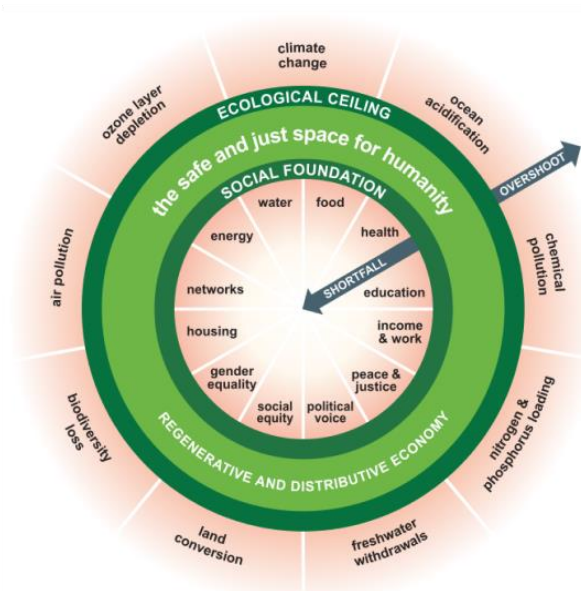 climate
change
ocean
acidification
OVERSHOOT
chemical
pollution
nitrogen &
phosphorus loading
freshwater
withdrawals
land
conversion
biodiversity
loss
air pollution
ozone layer
depletion
ECOLOGICAL CEILING
the safe and just space for humanity
SOCIAL FOUNDATION
water
food
health
SHORTFALL
education
income
& work
peace &
justice
political
voice
social
equity
gender
equality
housing
networks
energy
REGENERATIVE AND DISTRIBUTIVE ECONOMY